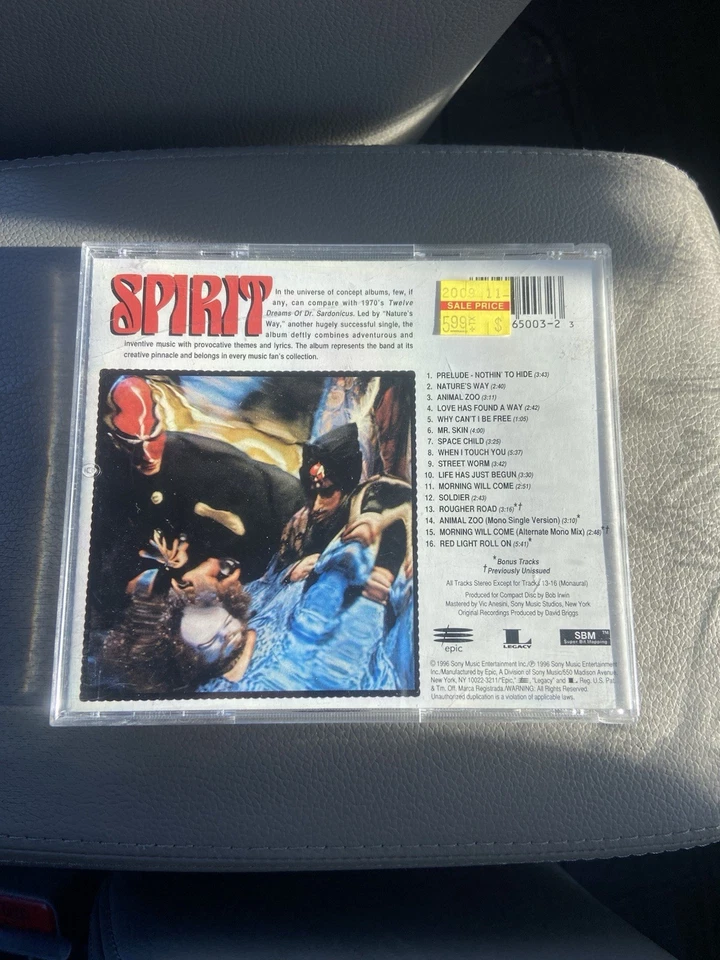 SPIRIT
In the universe of concept albums, few, if
any, can compare with 1970's Twelve
Dreams Of Dr. Sardonicus. Led by "Nature's
Way," another hugely successful single, the
album deftly combines adventurous and
inventive music with provocative themes and lyrics. The album represents the band at its
creative pinnacle and belongs in every music fan's collection.
2009 11-
SALE PRICE
599 $
65003-2 3
1. PRELUDE - NOTHIN' TO HIDE (3:43)
2. NATURE'S WAY (2:40)
3. ANIMAL ZOO (3:11)
4. LOVE HAS FOUND A WAY (2:42)
5. WHY CAN'T I BE FREE (1:05)
6. MR. SKIN (4:00)
7. SPACE CHILD (3:25)
8. WHEN I TOUCH YOU (5:37)
9. STREET WORM (3:42)
10. LIFE HAS JUST BEGUN (3:30)
11. MORNING WILL COME (2:51)
12. SOLDIER (2:43)
13. ROUGHER ROAD (3:16)*†
14. ANIMAL ZOO (Mono Single Version) (3:10)*
15. MORNING WILL COME (Alternate Mono Mix) (2:48)*†
16. RED LIGHT ROLL ON (5:41)*
*Bonus Tracks
†Previously Unissued
All Tracks Stereo Except for Tracks 13-16 (Monaural)
Produced for Compact Disc by Bob Irwin
Mastered by Vic Anesini, Sony Music Studios, New York
Original Recordings Produced by David Briggs
epic
L LEGACY
SBM TM
Super Bit Mapping
© 1996 Sony Music Entertainment Inc./℗ 1996 Sony Music Entertainment
Inc./Manufactured by Epic, A Division of Sony Music/550 Madison Avenue,
New York, NY 10022-3211/"Epic," "Legacy" and L Reg. U.S. Pat.
& Tm. Off. Marca Registrada./WARNING: All Rights Reserved.
Unauthorized duplication is a violation of applicable laws.